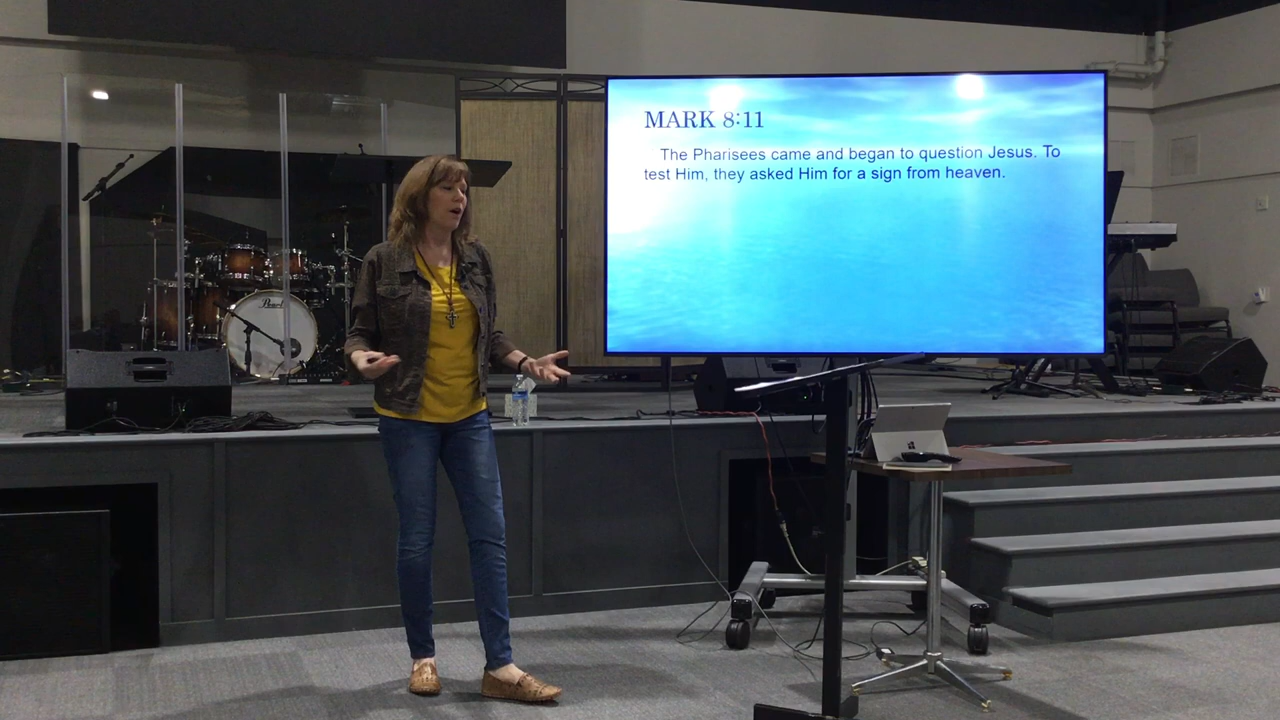 MARK 8:11
The Pharisees came and began to question Jesus. To
test Him, they asked Him for a sign from heaven.
Pearl